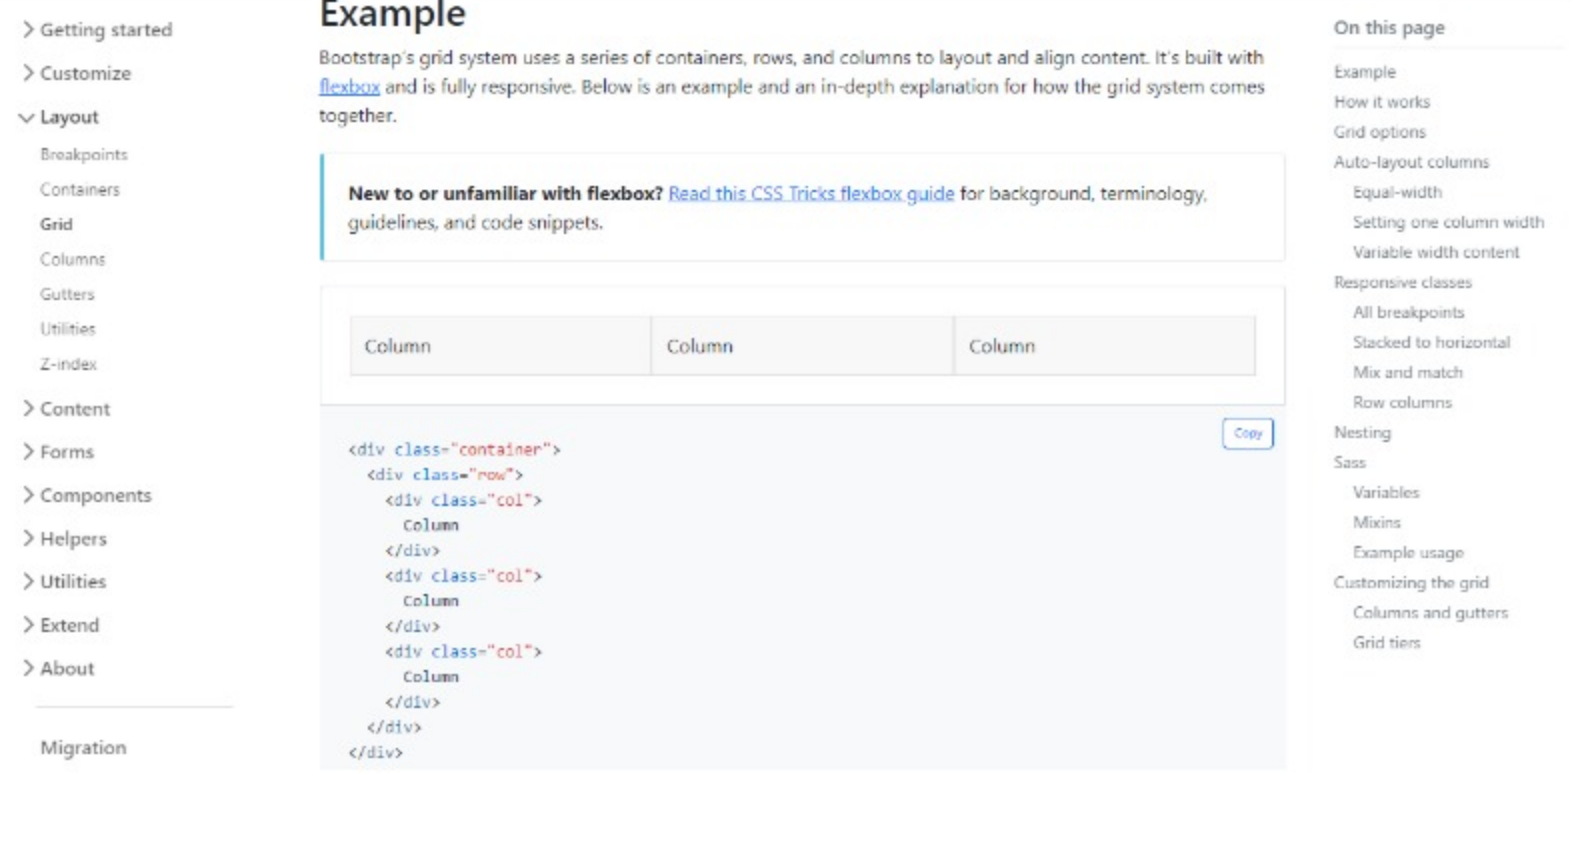 Getting started
Customize
Layout
Breakpoints
Containers
Grid
Columns
Gutters
Utilities
Z-index
Content
Forms
Components
Helpers
Utilities
Extend
About
Migration
Example
Bootstrap's grid system uses a series of containers, rows, and columns to layout and align content. It's built with
flexbox and is fully responsive. Below is an example and an in-depth explanation for how the grid system comes
together.
New to or unfamiliar with flexbox? Read this CSS Tricks flexbox guide for background, terminology,
guidelines, and code snippets.
Column Column Column
Copy
<div class="container">
  <div class="row">
    <div class="col">
      Column
    </div>
    <div class="col">
      Column
    </div>
    <div class="col">
      Column
    </div>
  </div>
</div>
On this page
Example
How it works
Grid options
Auto-layout columns
Equal-width
Setting one column width
Variable width content
Responsive classes
All breakpoints
Stacked to horizontal
Mix and match
Row columns
Nesting
Sass
Variables
Mixins
Example usage
Customizing the grid
Columns and gutters
Grid tiers